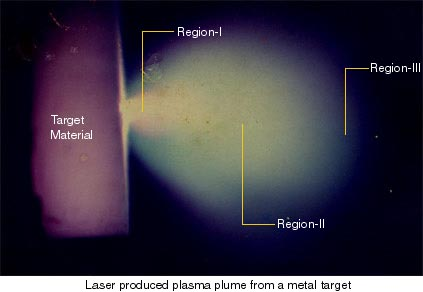 Region-I
Region-III
Target
Material
Region-II
Laser produced plasma plume from a metal target